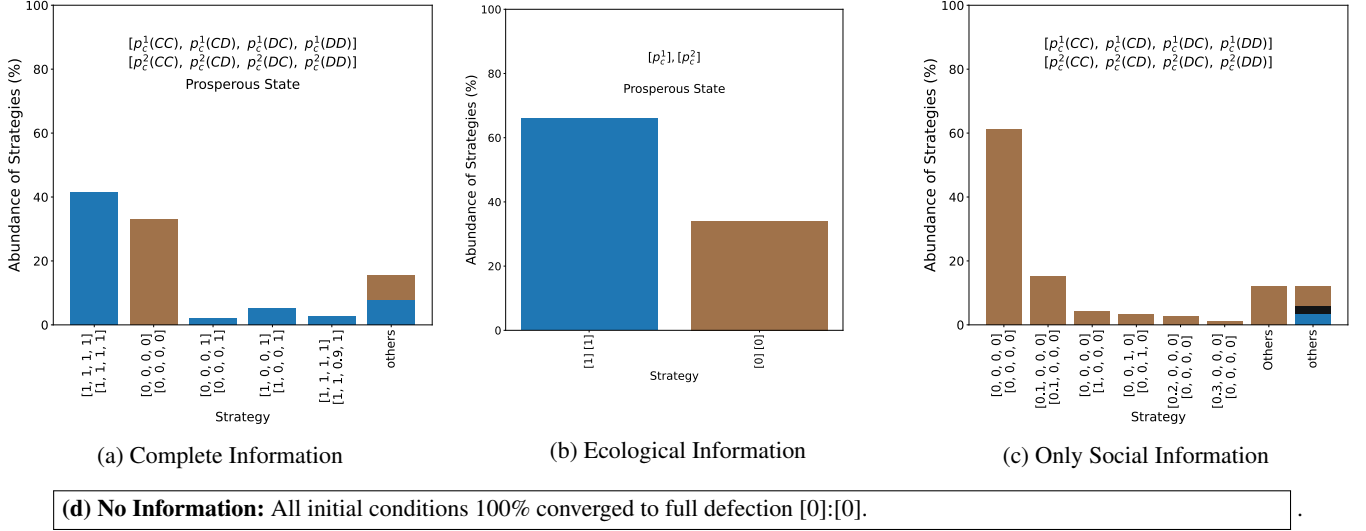 100
80
60
40
20
0
Abundance of Strategies (%)
[p_c^1(CC), p_c^1(CD), p_c^1(DC), p_c^1(DD)]
[p_c^2(CC), p_c^2(CD), p_c^2(DC), p_c^2(DD)]
Prosperous State
[1, 1, 1, 1]
[1, 1, 1, 1]
[0, 0, 0, 0]
[0, 0, 0, 0]
[0, 0, 0, 1]
[0, 0, 0, 1]
[1, 0, 0, 1]
[1, 0, 0, 1]
[1, 1, 1, 1]
[1, 1, 0.9, 1]
others
Strategy
(a) Complete Information
100
80
60
40
20
0
Abundance of Strategies (%)
[p_c^1], [p_c^2]
Prosperous State
[1] [1]
[0] [0]
Strategy
(b) Ecological Information
100
80
60
40
20
0
Abundance of Strategies (%)
[p_c^1(CC), p_c^1(CD), p_c^1(DC), p_c^1(DD)]
[p_c^2(CC), p_c^2(CD), p_c^2(DC), p_c^2(DD)]
[0, 0, 0, 0]
[0, 0, 0, 0]
[0.1, 0, 0, 0]
[0.1, 0, 0, 0]
[0, 0, 0, 0]
[1, 0, 0, 0]
[0, 0, 1, 0]
[0, 0, 1, 0]
[0.2, 0, 0, 0]
[0, 0, 0, 0]
[0.3, 0, 0, 0]
[0, 0, 0, 0]
Others
others
Strategy
(c) Only Social Information
(d) No Information: All initial conditions 100% converged to full defection [0]:[0].
.